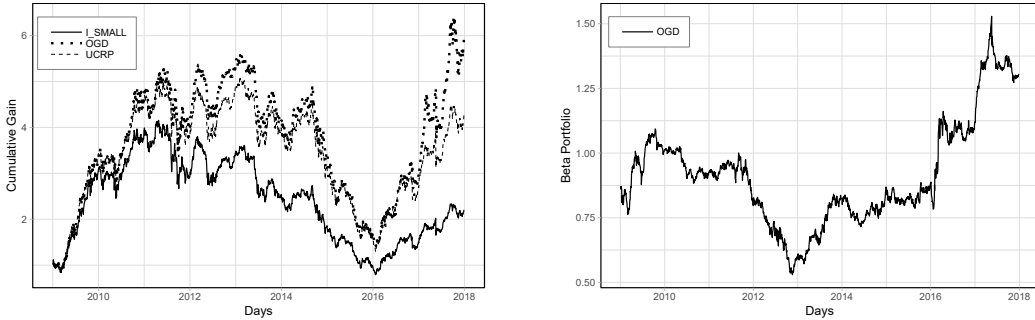 I_SMALL
OGD
UCRP
6
4
2
Cumulative Gain
2010
2012
2014
2016
2018
Days
OGD
1.50
1.25
1.00
0.75
0.50
Beta Portfolio
2010
2012
2014
2016
2018
Days